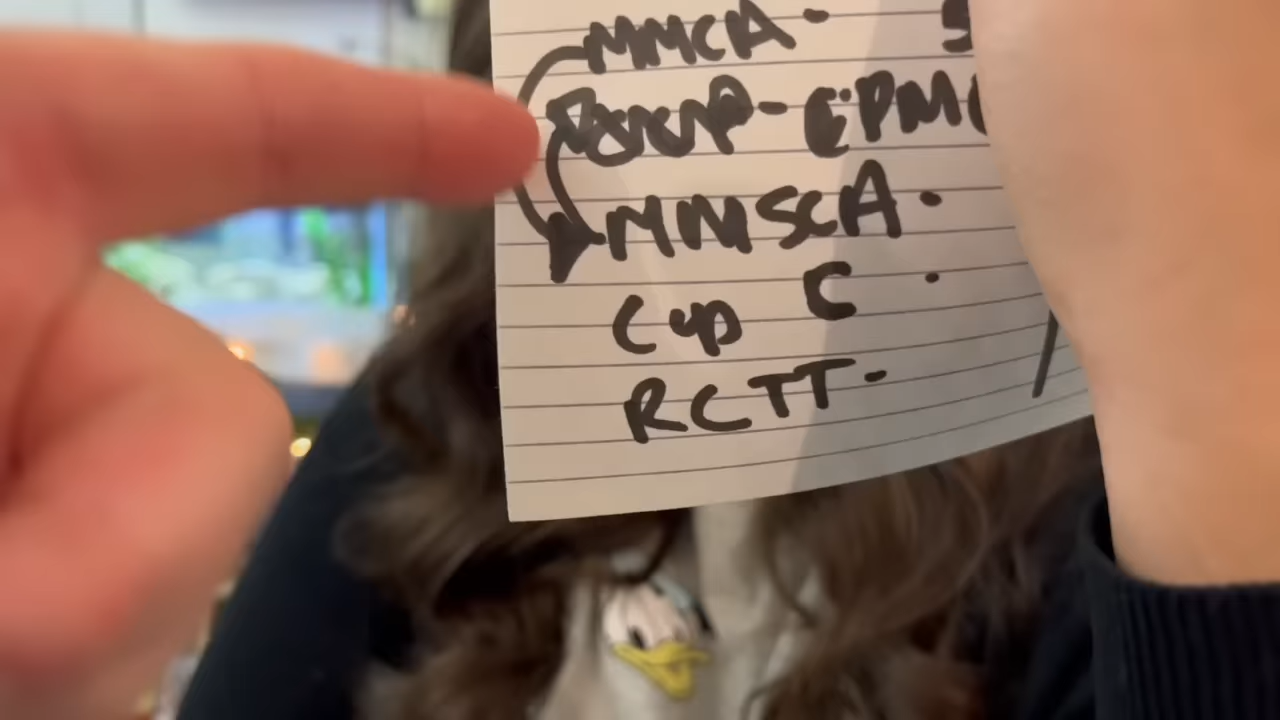 MMCA- S
- EPM
MMSCA.
Cup C .
RCTT-